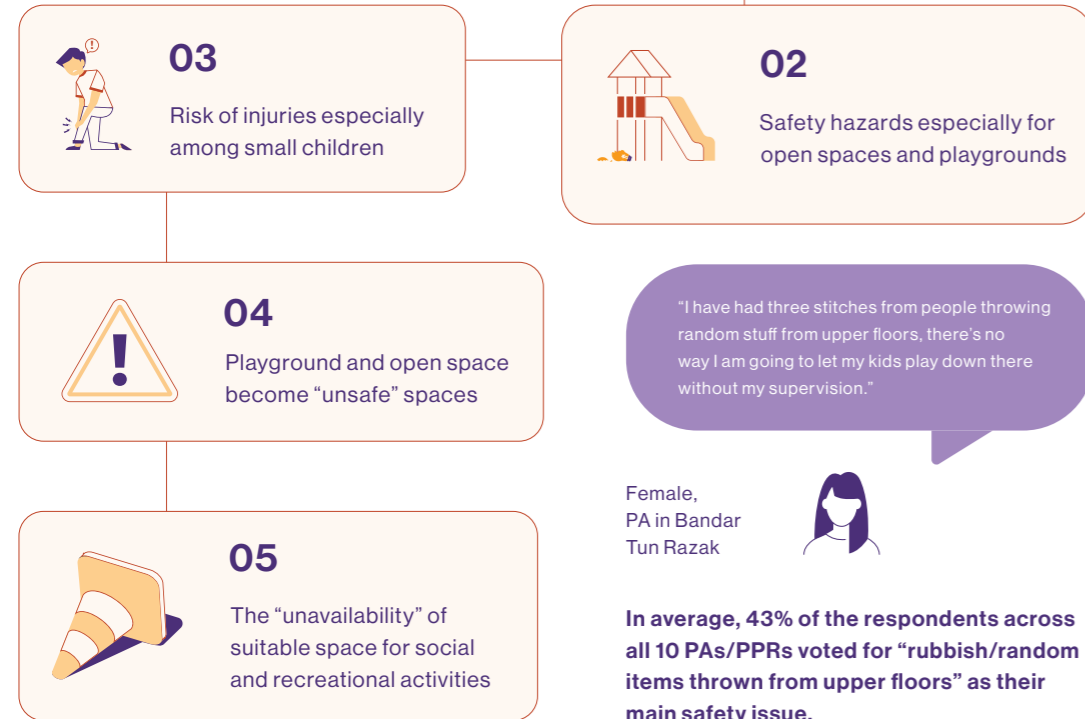 03
Risk of injuries especially
among small children
02
Safety hazards especially for
open spaces and playgrounds
04
Playground and open space
become “unsafe” spaces
“I have had three stitches from people throwing
random stuff from upper floors, there’s no
way I am going to let my kids play down there
without my supervision.”
Female,
PA in Bandar
Tun Razak
05
The “unavailability” of
suitable space for social
and recreational activities
In average, 43% of the respondents across
all 10 PAs/PPRs voted for “rubbish/random
items thrown from upper floors” as their
main safety issue.